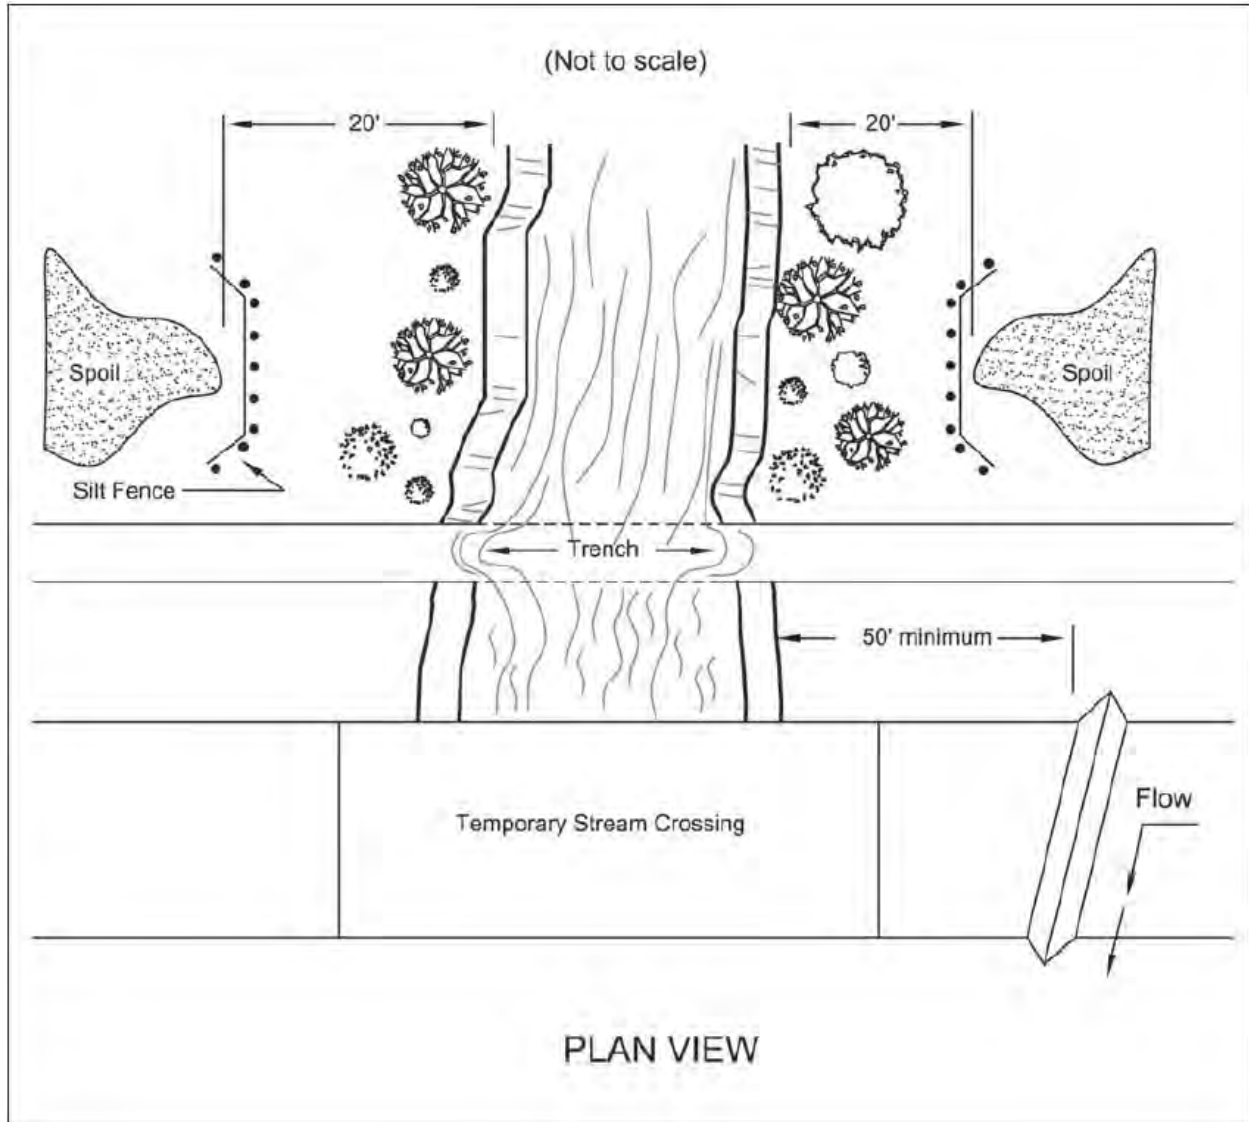 (Not to scale)
20'
20'
Spoil
Spoil
Silt Fence
Trench
50' minimum
Flow
Temporary Stream Crossing
PLAN VIEW